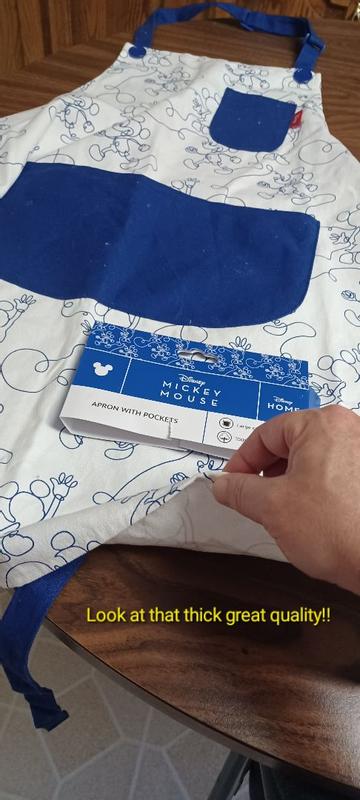 Disney
MICKEY
MOUSE
Disney
HOME
APRON WITH POCKETS
Look at that thick great quality!!